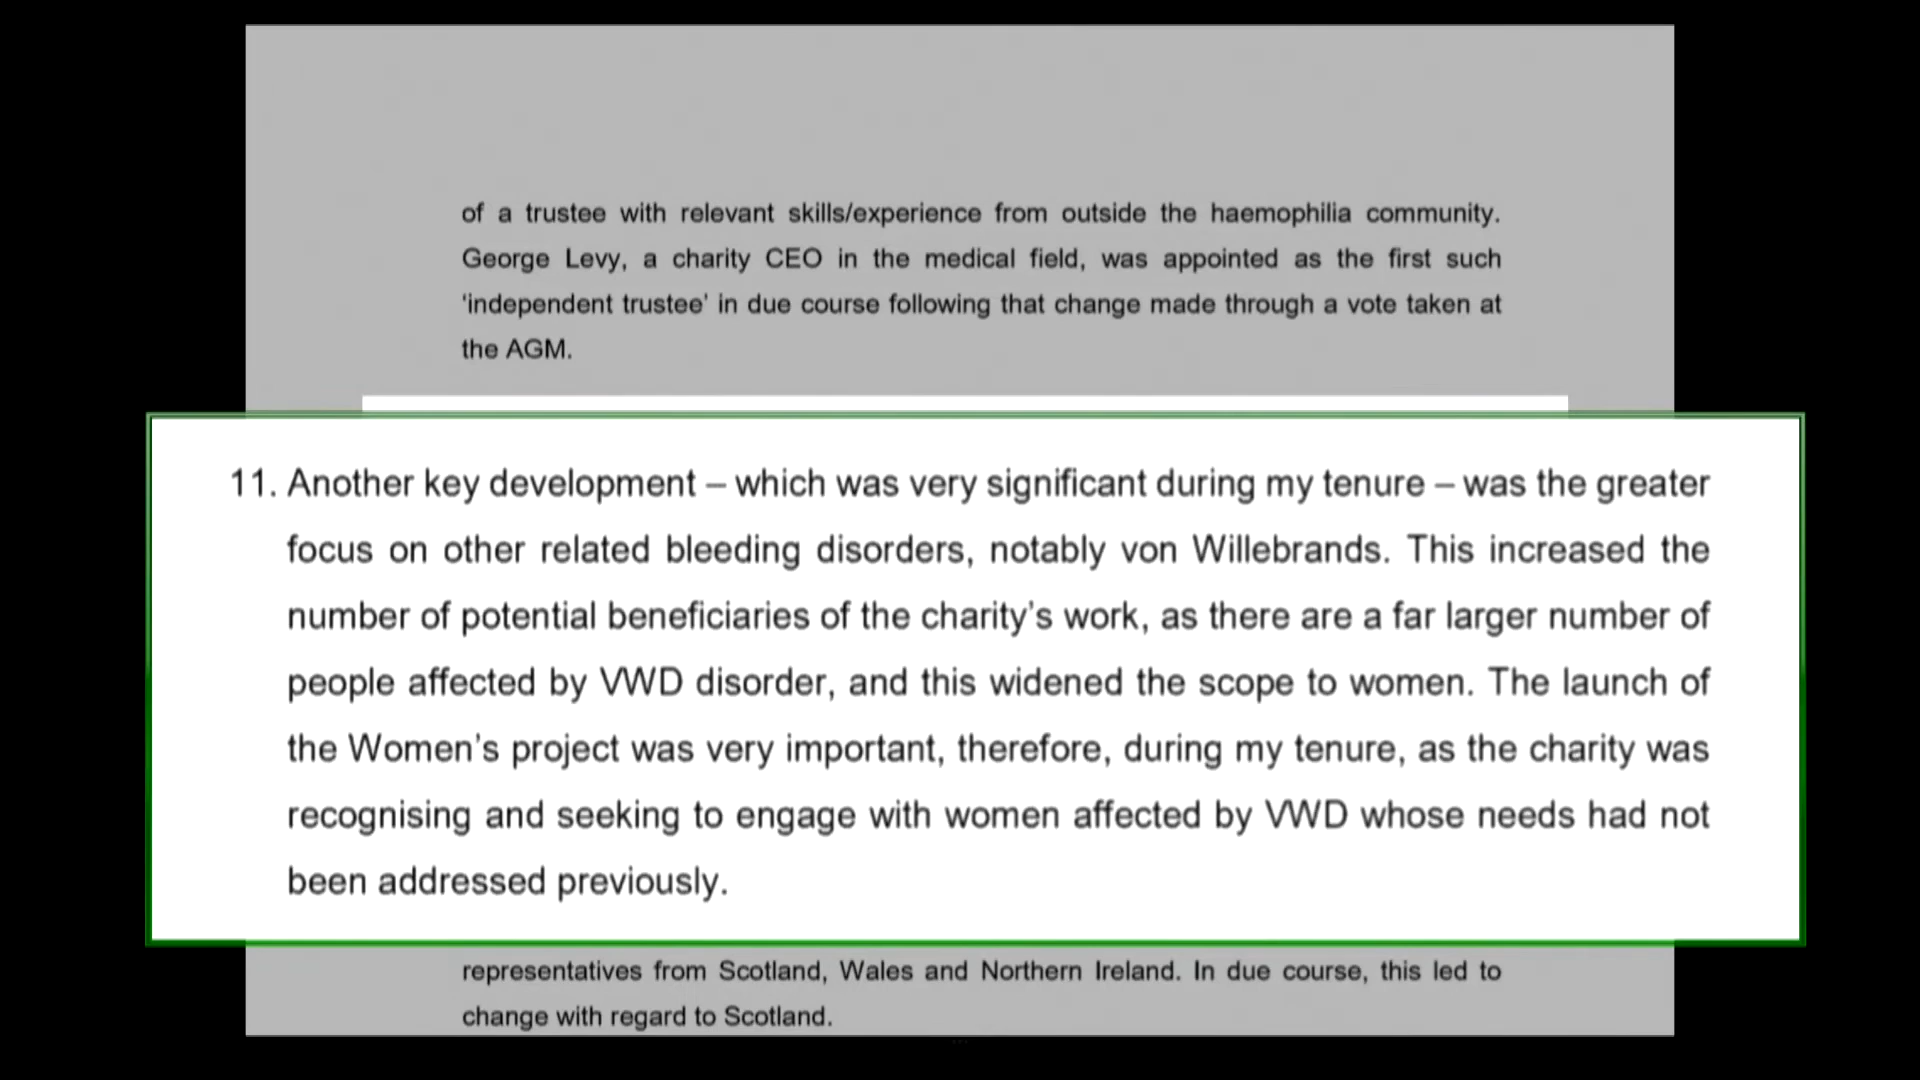 of a trustee with relevant skills/experience from outside the haemophilia community.
George Levy, a charity CEO in the medical field, was appointed as the first such
‘independent trustee’ in due course following that change made through a vote taken at
the AGM.
11. Another key development – which was very significant during my tenure – was the greater
focus on other related bleeding disorders, notably von Willebrands. This increased the
number of potential beneficiaries of the charity’s work, as there are a far larger number of
people affected by VWD disorder, and this widened the scope to women. The launch of
the Women’s project was very important, therefore, during my tenure, as the charity was
recognising and seeking to engage with women affected by VWD whose needs had not
been addressed previously.
representatives from Scotland, Wales and Northern Ireland. In due course, this led to
change with regard to Scotland.